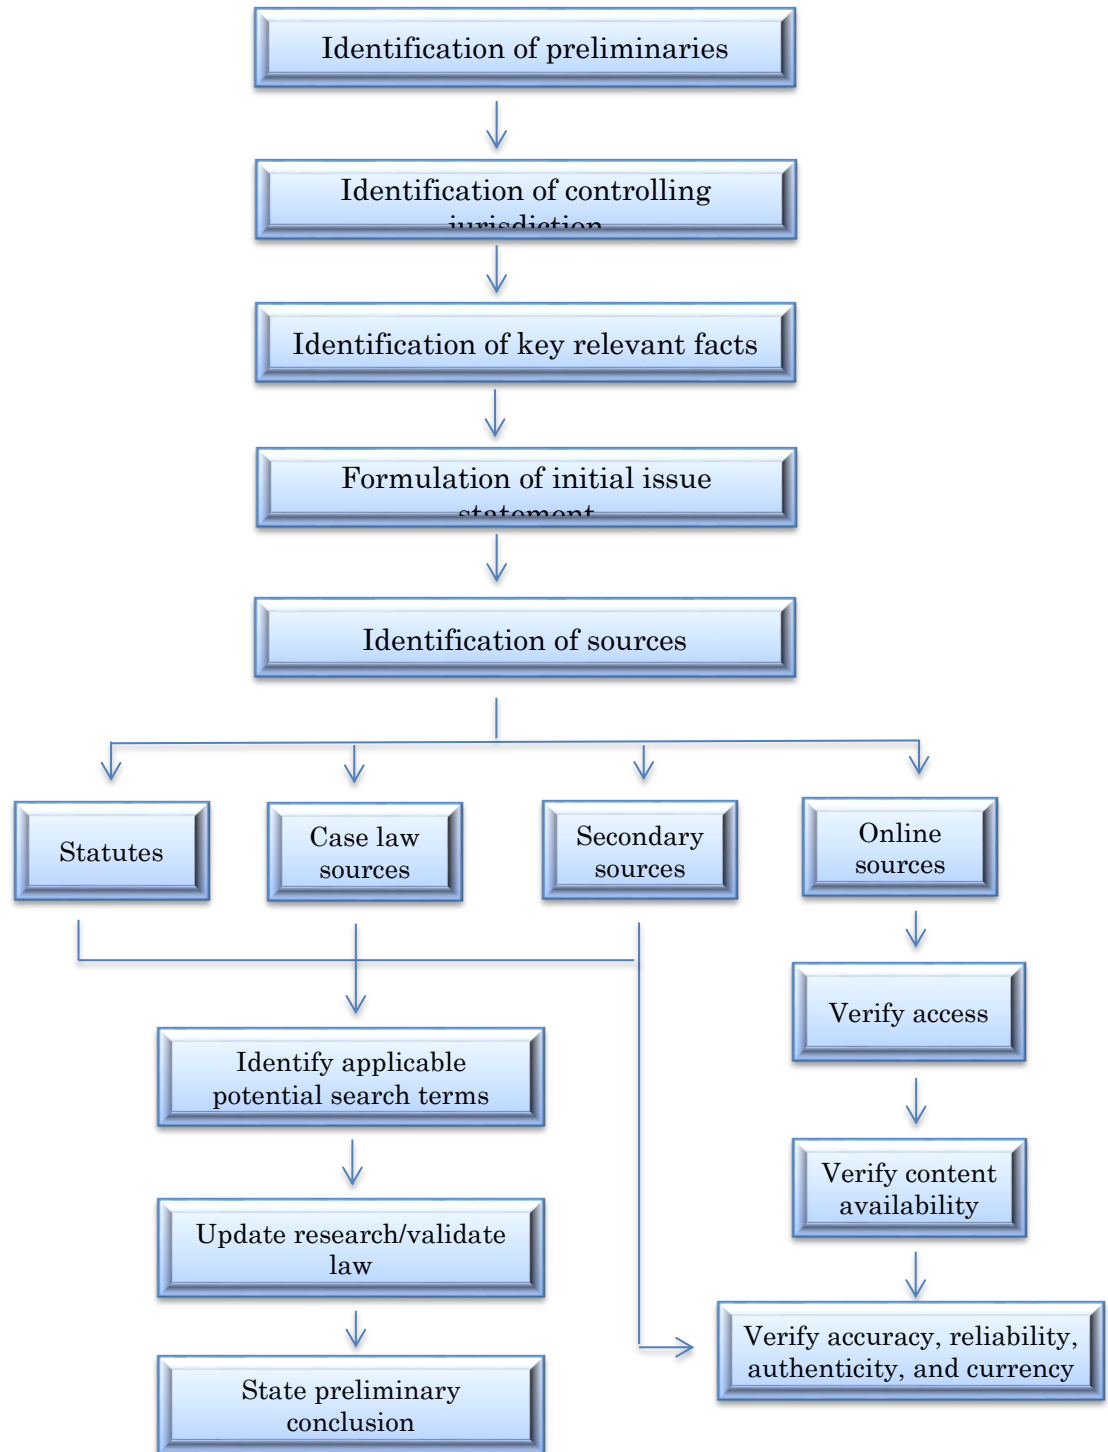 Identification of preliminaries
Identification of controlling
jurisdiction
Identification of key relevant facts
Formulation of initial issue
statement
Identification of sources
Statutes
Case law
sources
Secondary
sources
Online
sources
Verify access
Identify applicable
potential search terms
Verify content
availability
Update research/validate
law
Verify accuracy, reliability,
authenticity, and currency
State preliminary
conclusion